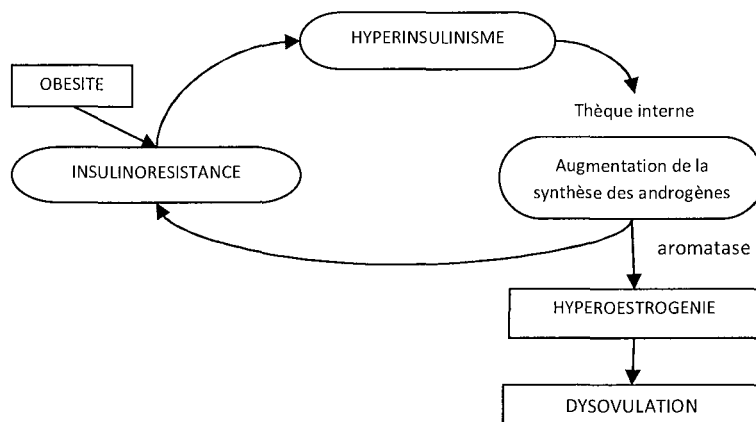 HYPERINSULINISME
OBESITE
Thèque interne
INSULINORESISTANCE
Augmentation de la
synthèse des androgènes
aromatase
HYPEROESTROGENIE
DYSOVULATION